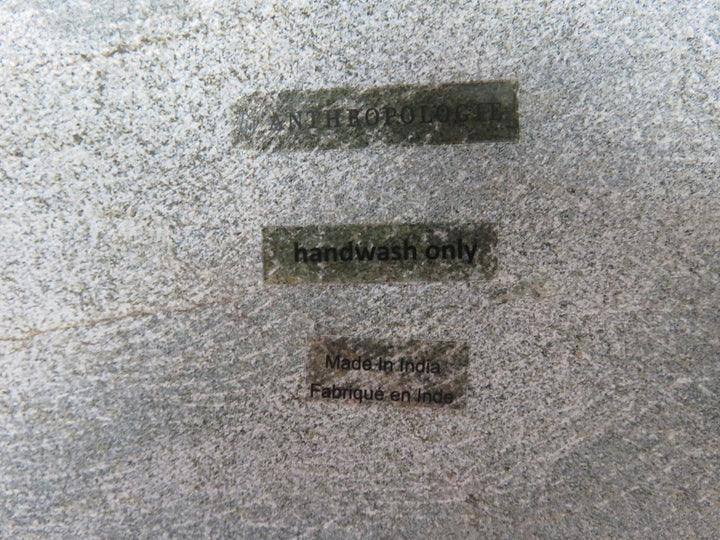 ANTHROPOLOGIE
handwash only
Made In India
Fabriqué en Inde